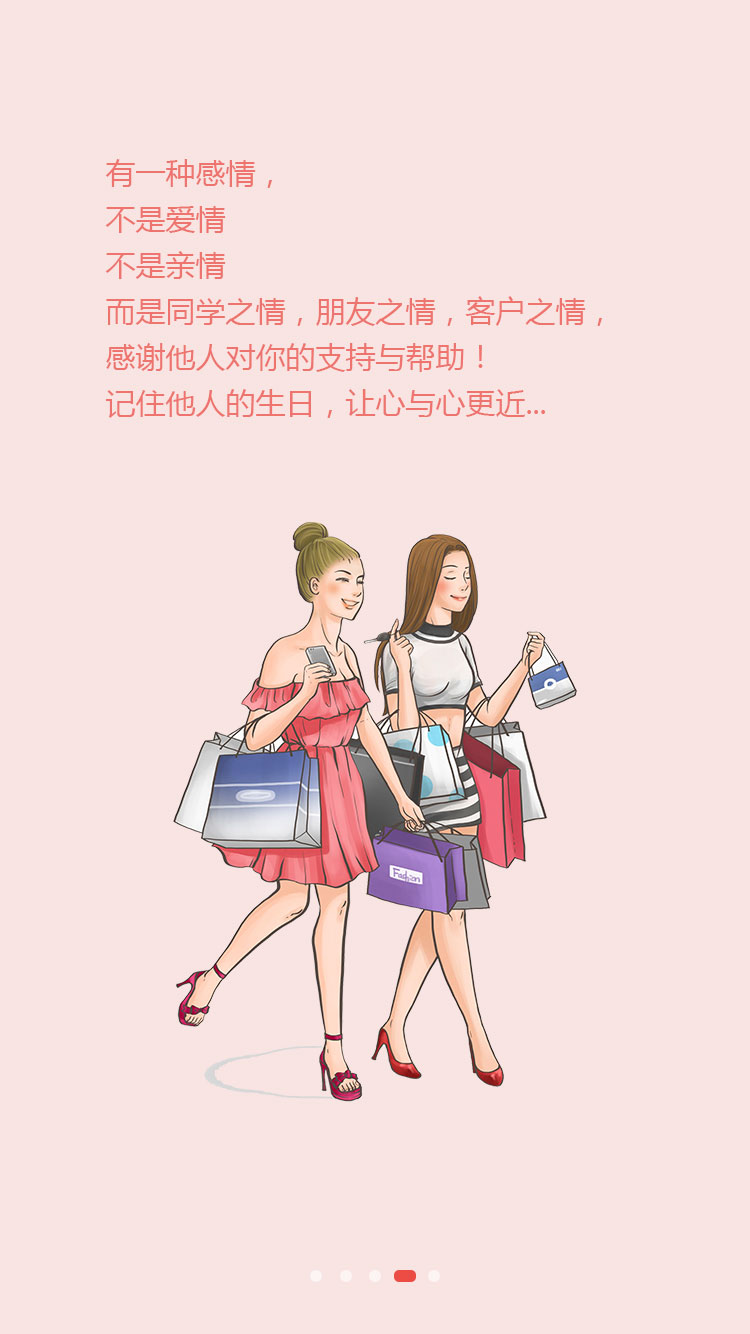 有一种感情，
不是爱情
不是亲情
而是同学之情，朋友之情，客户之情，
感谢他人对你的支持与帮助！
记住他人的生日，让心与心更近...
Fashion